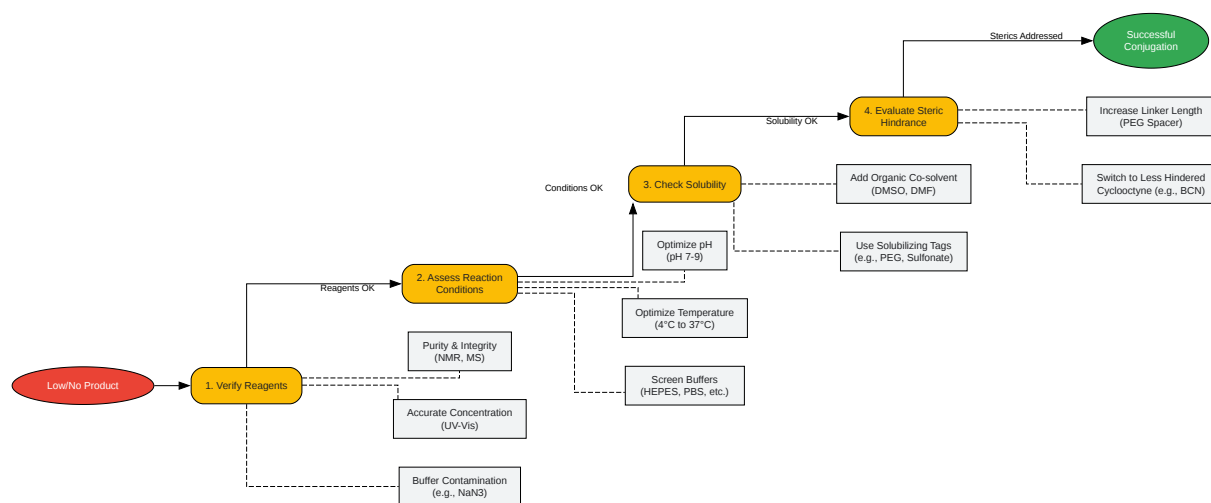 Low/No Product
1. Verify Reagents
Purity & Integrity
(NMR, MS)
Accurate Concentration
(UV-Vis)
Buffer Contamination
(e.g., NaN3)
Reagents OK
2. Assess Reaction
Conditions
Optimize pH
(pH 7-9)
Optimize Temperature
(4°C to 37°C)
Screen Buffers
(HEPES, PBS, etc.)
Conditions OK
3. Check Solubility
Add Organic Co-solvent
(DMSO, DMF)
Use Solubilizing Tags
(e.g., PEG, Sulfonate)
Solubility OK
4. Evaluate Steric
Hindrance
Increase Linker Length
(PEG Spacer)
Switch to Less Hindered
Cyclooctyne (e.g., BCN)
Sterics Addressed
Successful
Conjugation